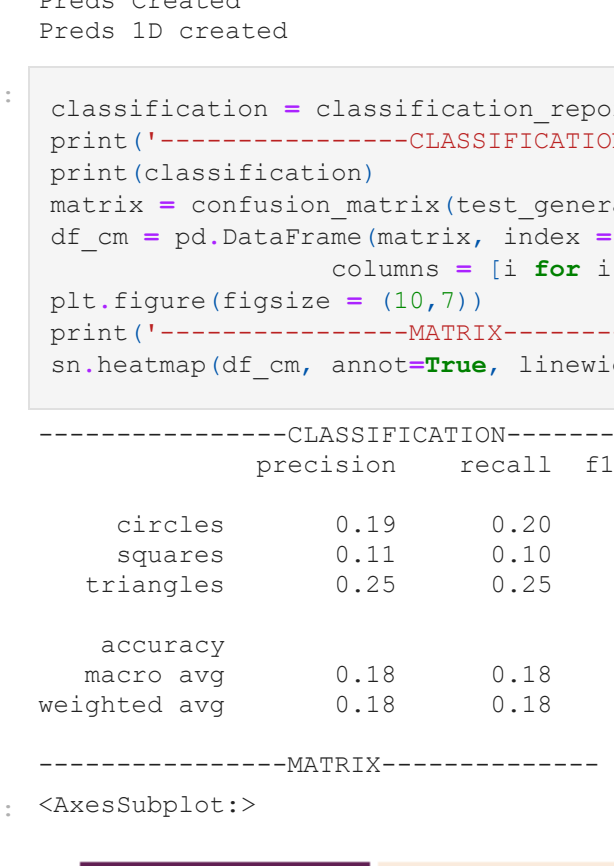 Preds Created
Preds 1D created
classification = classification_repo
print('----------------CLASSIFICATION
print(classification)
matrix = confusion_matrix(test_genera
df_cm = pd.DataFrame(matrix, index =
columns = [i for i
plt.figure(figsize = (10,7))
print('----------------MATRIX-------
sn.heatmap(df_cm, annot=True, linewi
----------------CLASSIFICATION-------
precision recall f1
circles 0.19 0.20
squares 0.11 0.10
triangles 0.25 0.25
accuracy
macro avg 0.18 0.18
weighted avg 0.18 0.18
----------------MATRIX--------------
<AxesSubplot:>